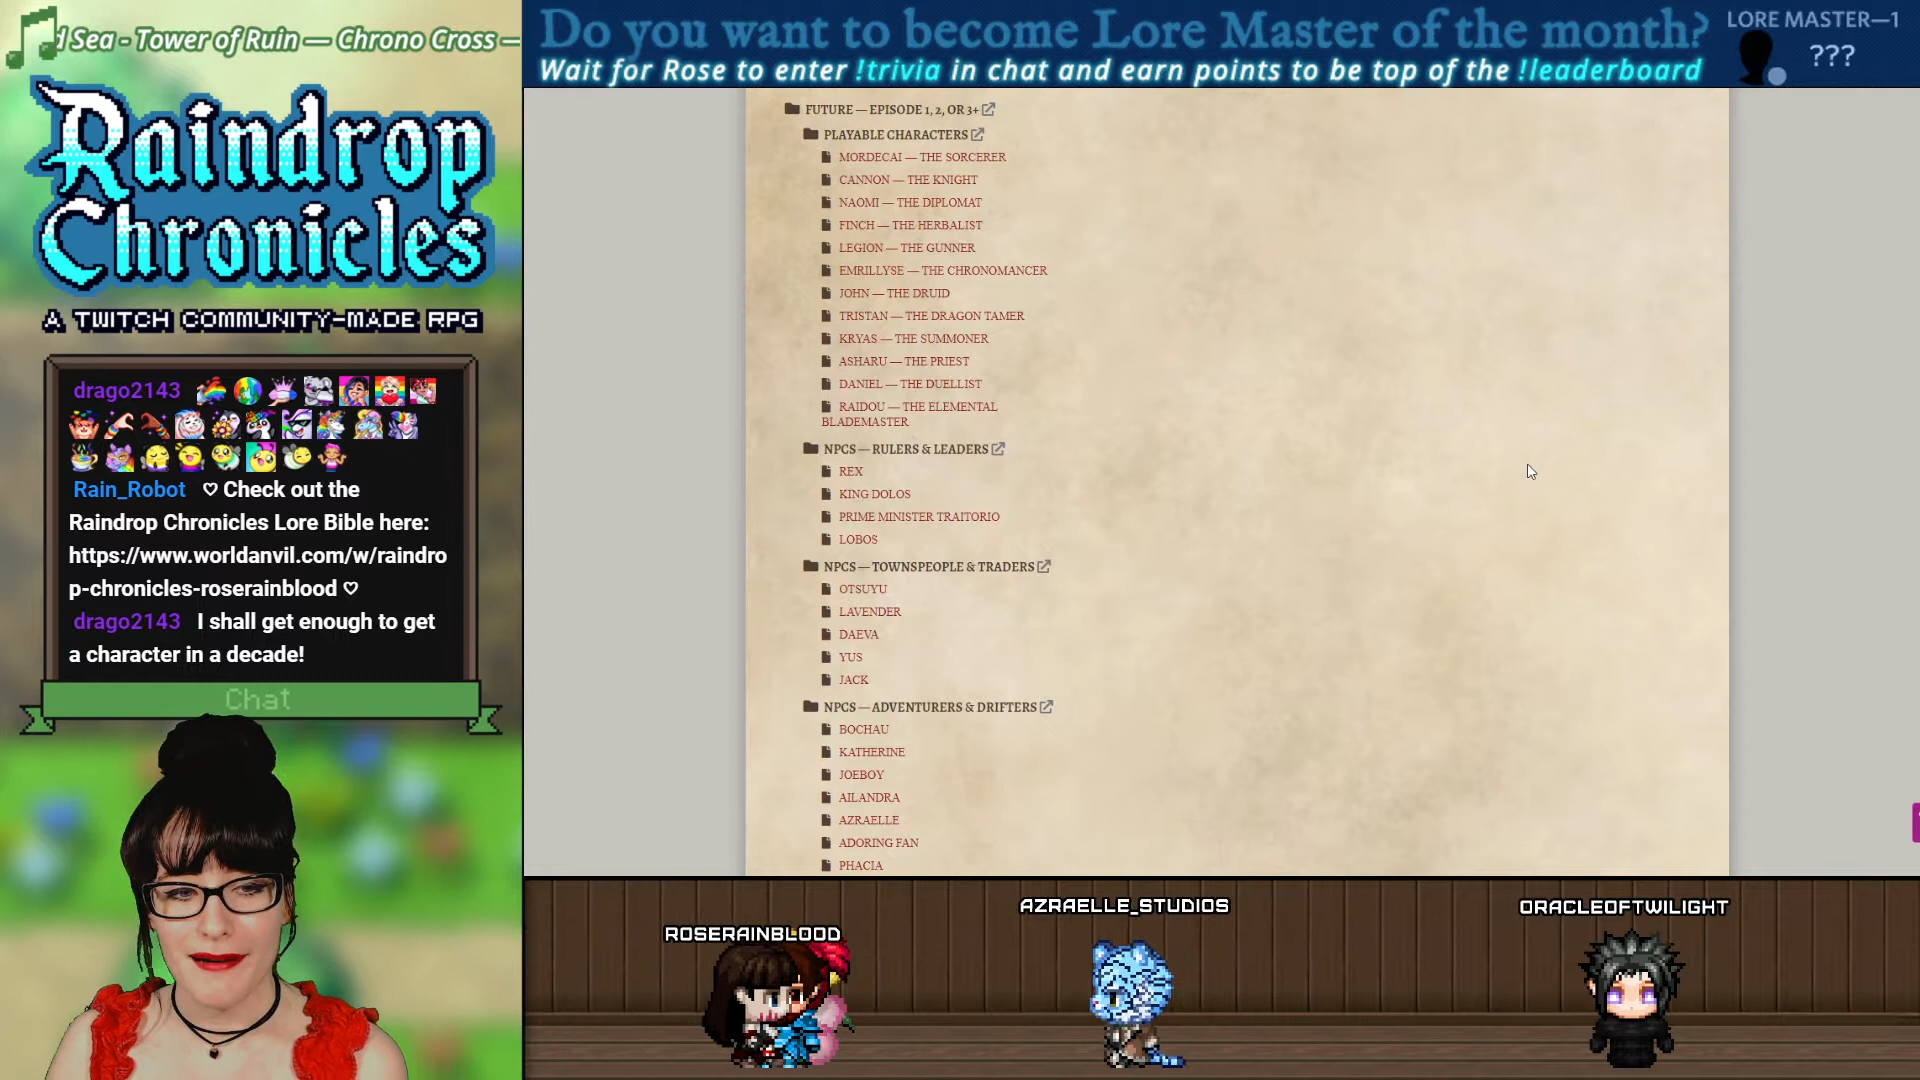 d Sea - Tower of Ruin — Chrono Cross —
Raindrop
Chronicles
A TWITCH COMMUNITY-MADE RPG
drago2143
Rain_Robot ♡ Check out the
Raindrop Chronicles Lore Bible here:
https://www.worldanvil.com/w/raindro
p-chronicles-roserainblood ♡
drago2143 I shall get enough to get
a character in a decade!
Chat
Do you want to become Lore Master of the month?
Wait for Rose to enter !trivia in chat and earn points to be top of the !leaderboard
LORE MASTER—1
???
FUTURE — EPISODE 1, 2, OR 3+
PLAYABLE CHARACTERS
MORDECAI — THE SORCERER
CANNON — THE KNIGHT
NAOMI — THE DIPLOMAT
FINCH — THE HERBALIST
LEGION — THE GUNNER
EMRILLYSE — THE CHRONOMANCER
JOHN — THE DRUID
TRISTAN — THE DRAGON TAMER
KRYAS — THE SUMMONER
ASHARU — THE PRIEST
DANIEL — THE DUELLIST
RAIDOU — THE ELEMENTAL
BLADEMASTER
NPCS — RULERS & LEADERS
REX
KING DOLOS
PRIME MINISTER TRAITORIO
LOBOS
NPCS — TOWNSPEOPLE & TRADERS
OTSUYU
LAVENDER
DAEVA
YUS
JACK
NPCS — ADVENTURERS & DRIFTERS
BOCHAU
KATHERINE
JOEBOY
AILANDRA
AZRAELLE
ADORING FAN
PHACIA
ROSERAINBLOOD
AZRAELLE_STUDIOS
ORACLEOFTWILIGHT